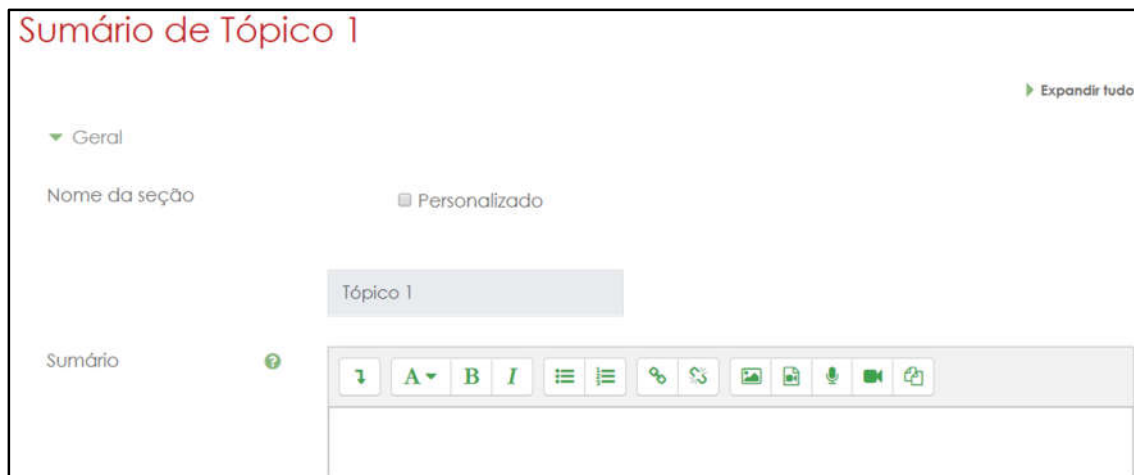 Sumário de Tópico 1
Expandir tudo
Geral
Nome da seção
Personalizado
Tópico 1
Sumário
A B I